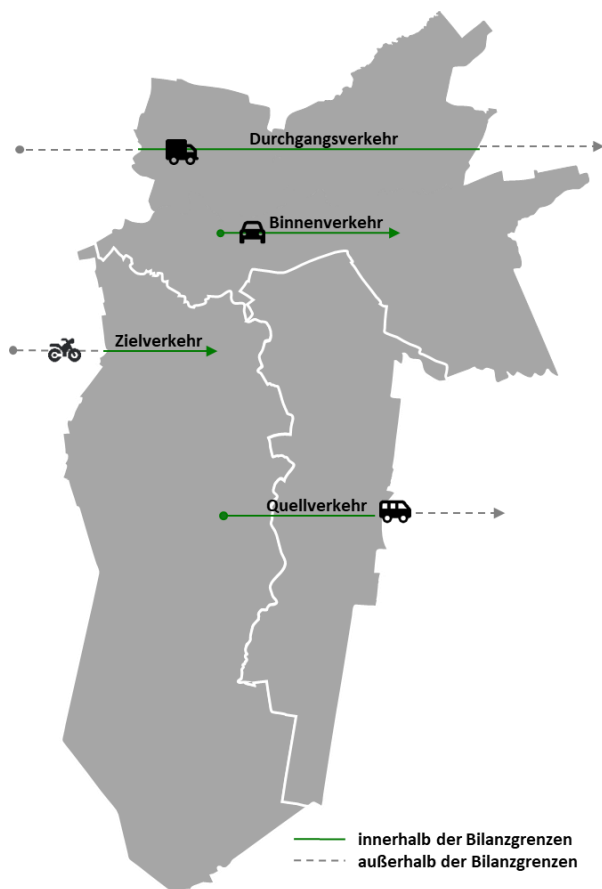 Durchgangsverkehr
Binnenverkehr
Zielverkehr
Quellverkehr
innerhalb der Bilanzgrenzen
außerhalb der Bilanzgrenzen